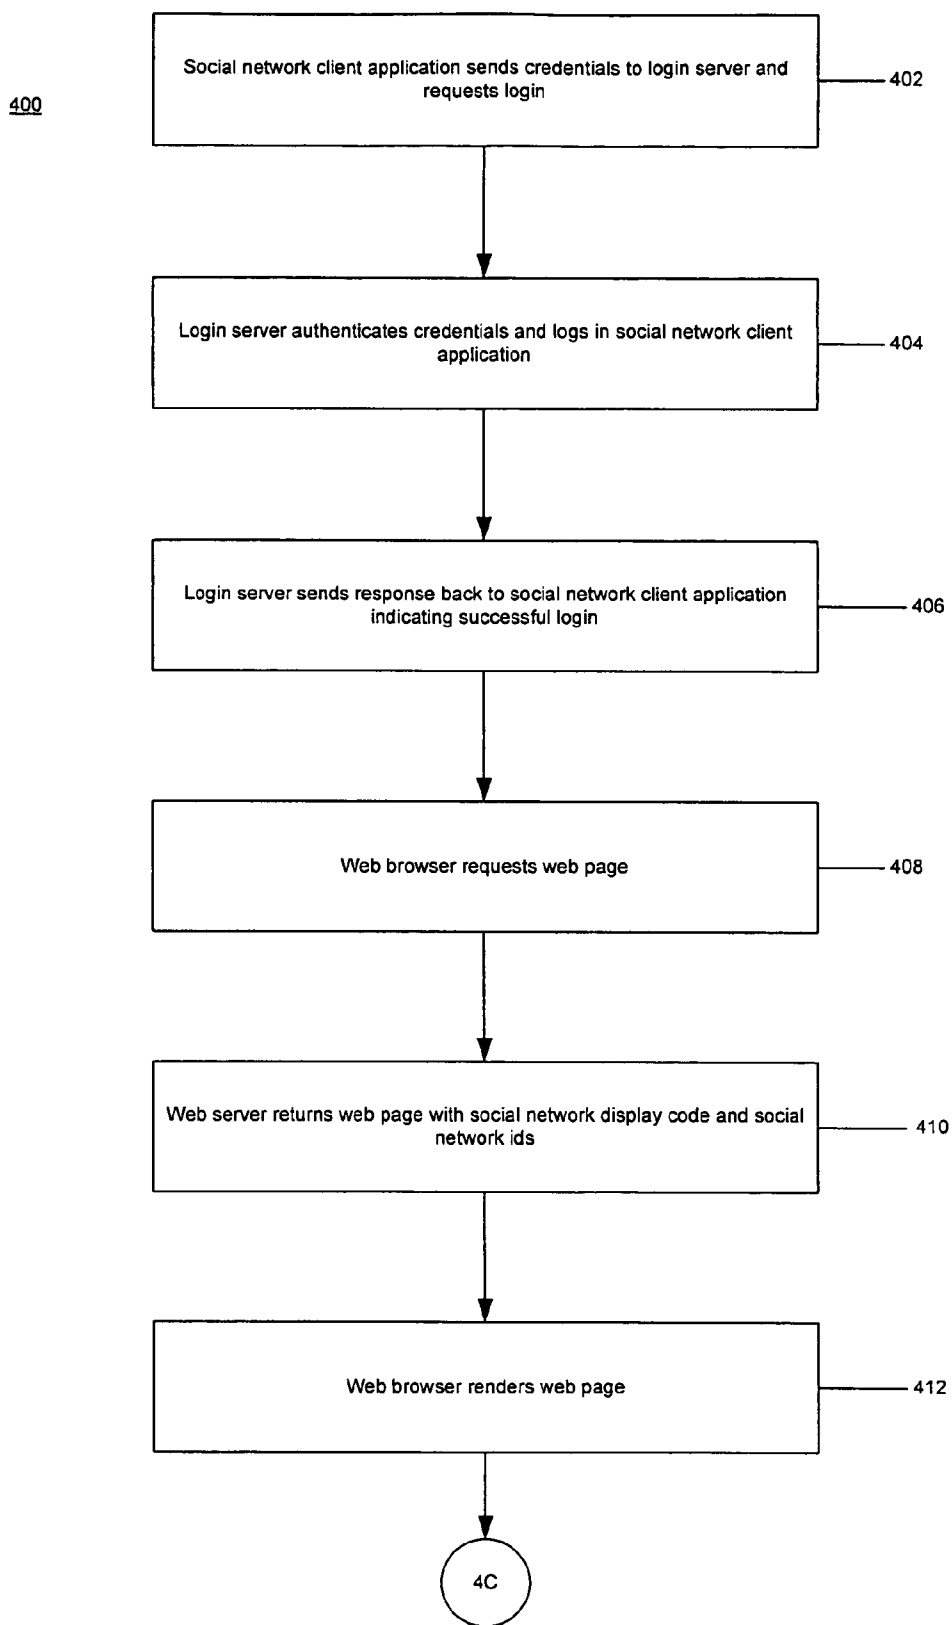 400
Social network client application sends credentials to login server and
requests login
402
Login server authenticates credentials and logs in social network client
application
404
Login server sends response back to social network client application
indicating successful login
406
Web browser requests web page
408
Web server returns web page with social network display code and social
network ids
410
Web browser renders web page
412
4C